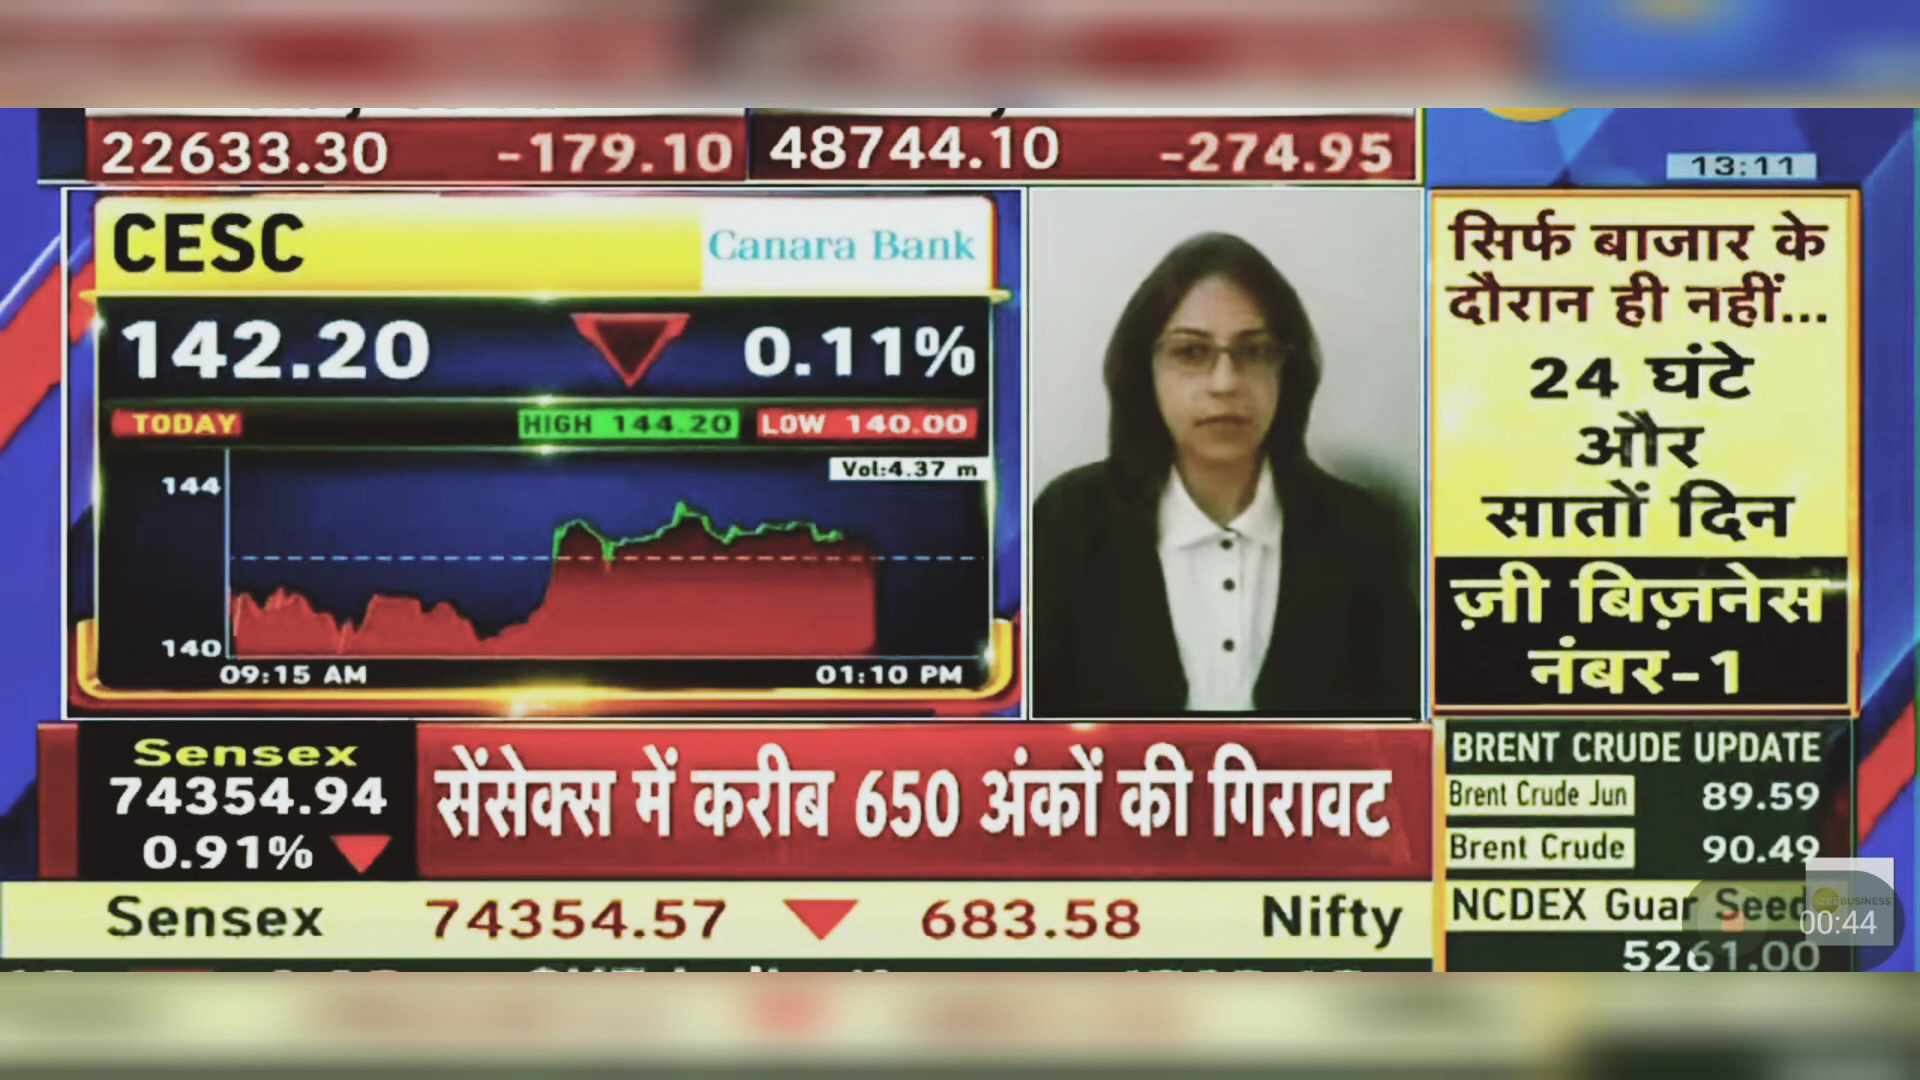 22633.30 -179.10 48744.10 -274.95
13:11
CESC Canara Bank
142.20 0.11%
TODAY HIGH 144.20 LOW 140.00
Vol:4.37 m
144
140
09:15 AM 01:10 PM
सिर्फ बाजार के
दौरान ही नहीं...
24 घंटे
और
सातों दिन
ज़ी बिज़नेस
नंबर-1
Sensex
74354.94
0.91%
सेंसेक्स में करीब 650 अंकों की गिरावट
BRENT CRUDE UPDATE
Brent Crude Jun 89.59
Brent Crude 90.49
NCDEX Guar Seed
5261.00
ZEEBUSINESS
00:44
Sensex 74354.57 683.58 Nifty